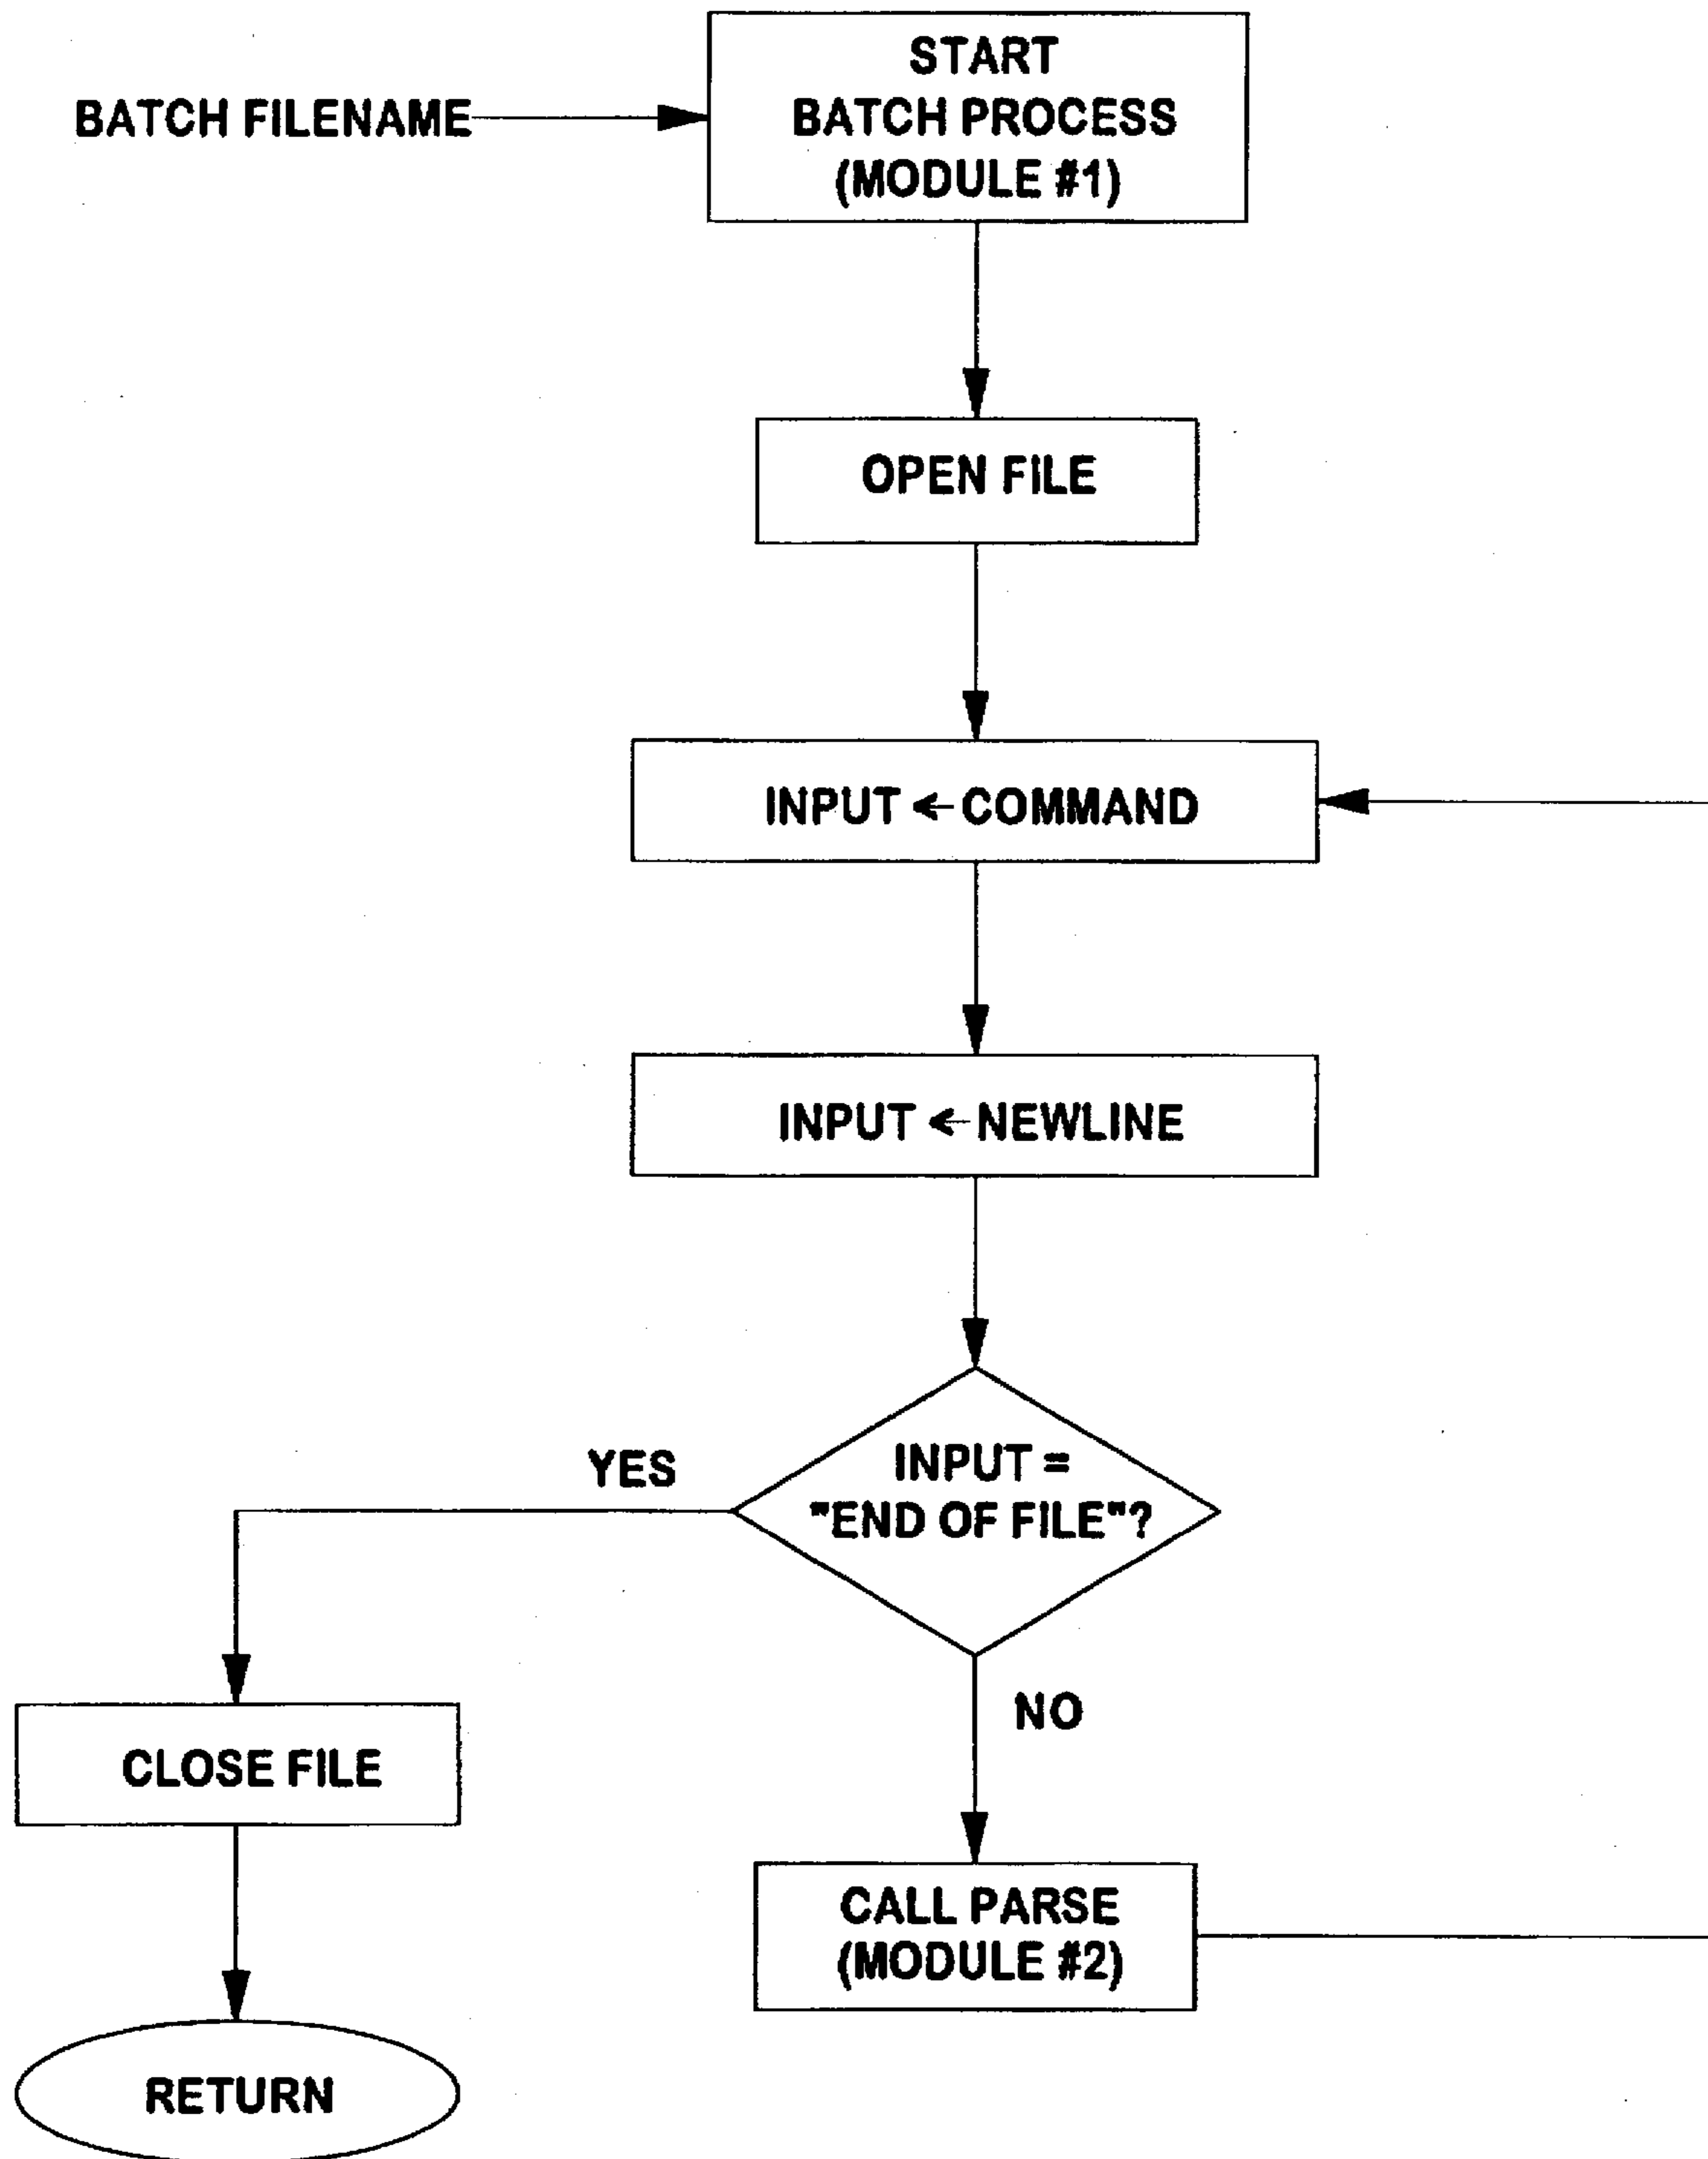 START
BATCH FILENAME
BATCH PROCESS
(MODULE #1)
OPEN FILE
INPUT ← COMMAND
INPUT ← NEWLINE
INPUT =
"END OF FILE"?
YES
NO
CLOSE FILE
CALL PARSE
(MODULE #2)
RETURN